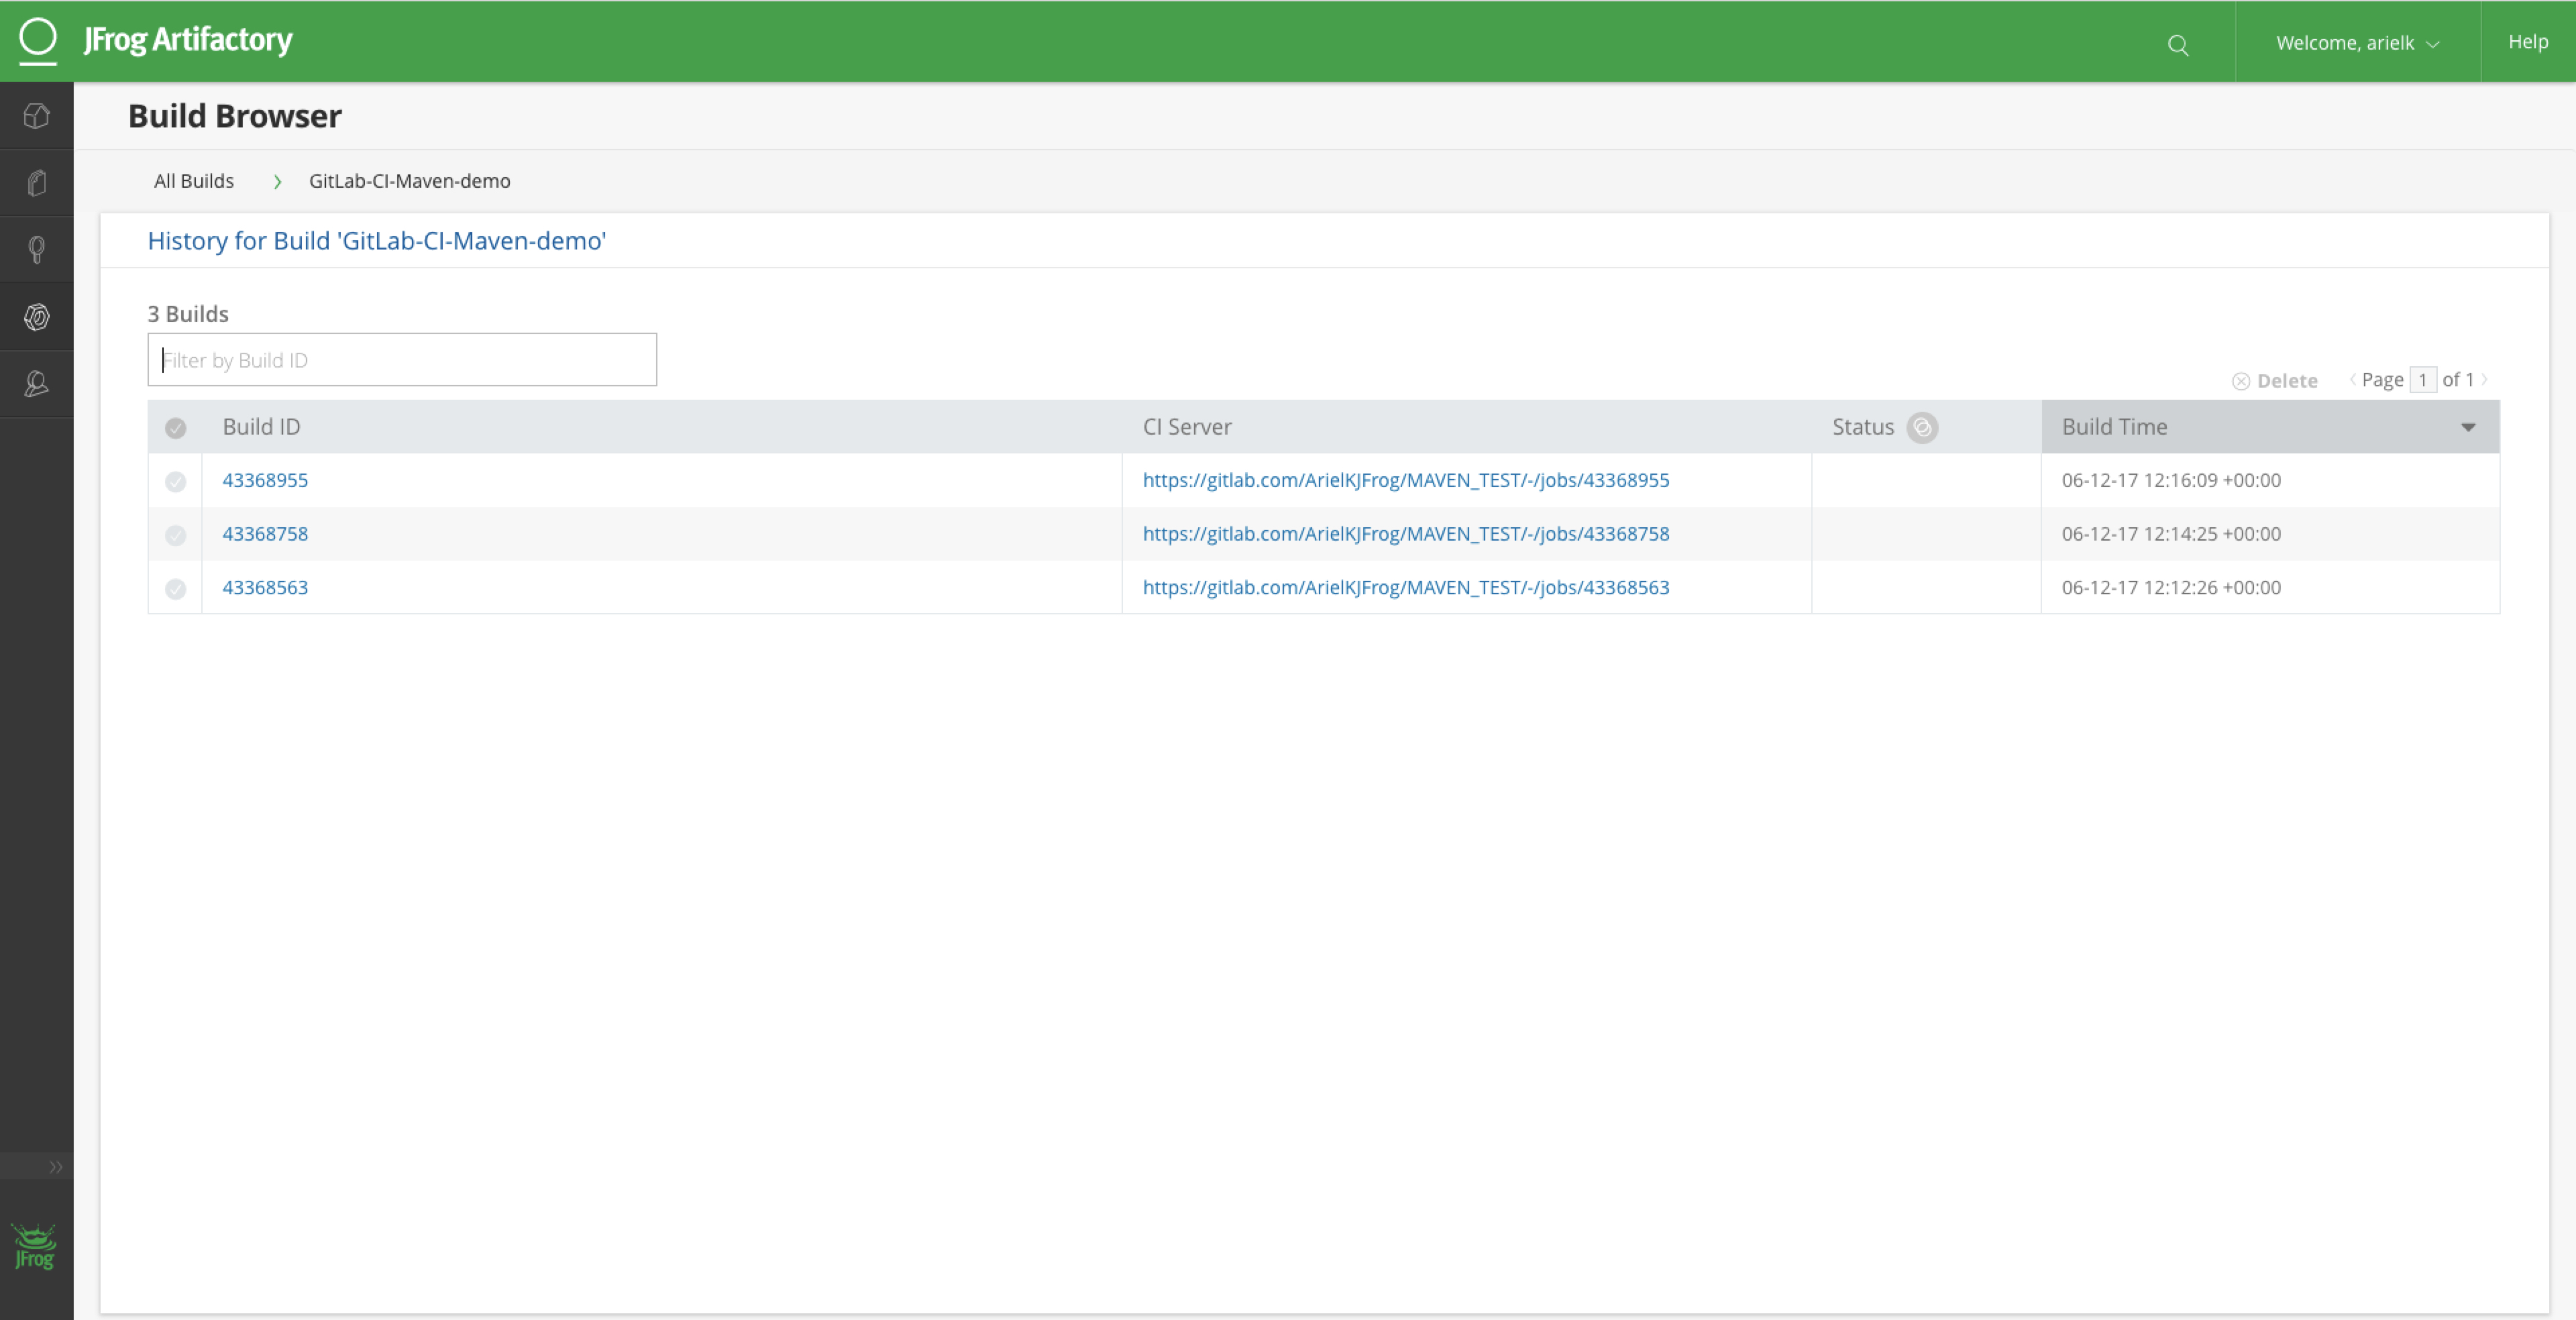 JFrog Artifactory
Welcome, arielk
Help
Build Browser
All Builds > GitLab-CI-Maven-demo
History for Build 'GitLab-CI-Maven-demo'
3 Builds
Filter by Build ID
Delete
Page 1 of 1
Build ID CI Server Status Build Time
43368955 https://gitlab.com/ArielKJFrog/MAVEN_TEST/-/jobs/43368955 06-12-17 12:16:09 +00:00
43368758 https://gitlab.com/ArielKJFrog/MAVEN_TEST/-/jobs/43368758 06-12-17 12:14:25 +00:00
43368563 https://gitlab.com/ArielKJFrog/MAVEN_TEST/-/jobs/43368563 06-12-17 12:12:26 +00:00
JFrog